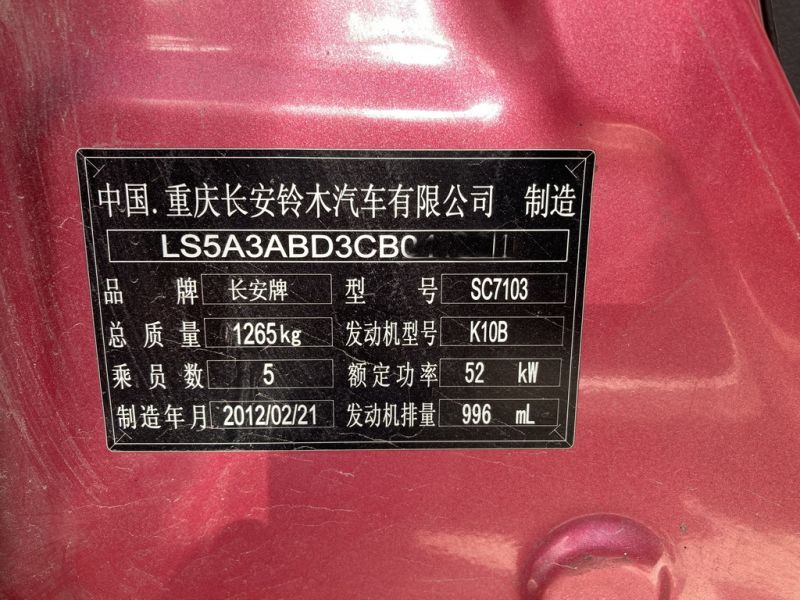 中国.重庆长安铃木汽车有限公司 制造
LS5A3ABD3CB0
品牌 长安牌 型号 SC7103
总质量 1265kg 发动机型号 K10B
乘员数 5 额定功率 52 kW
制造年月 2012/02/21 发动机排量 996 mL